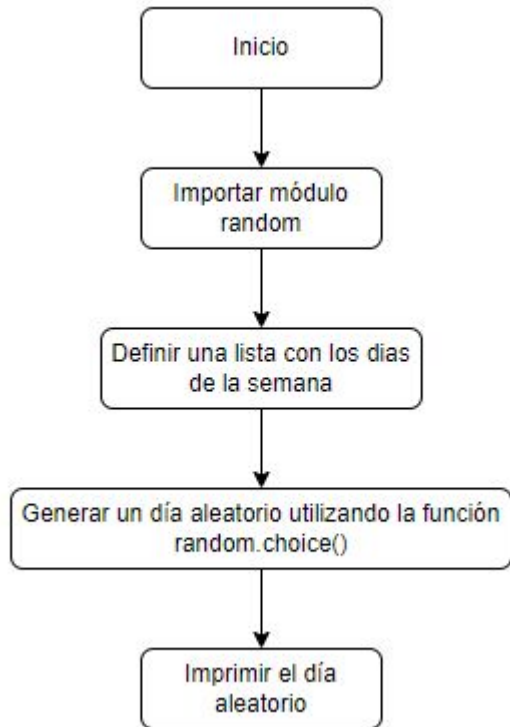 Inicio
Importar módulo
random
Definir una lista con los dias
de la semana
Generar un día aleatorio utilizando la función
random.choice()
Imprimir el día
aleatorio